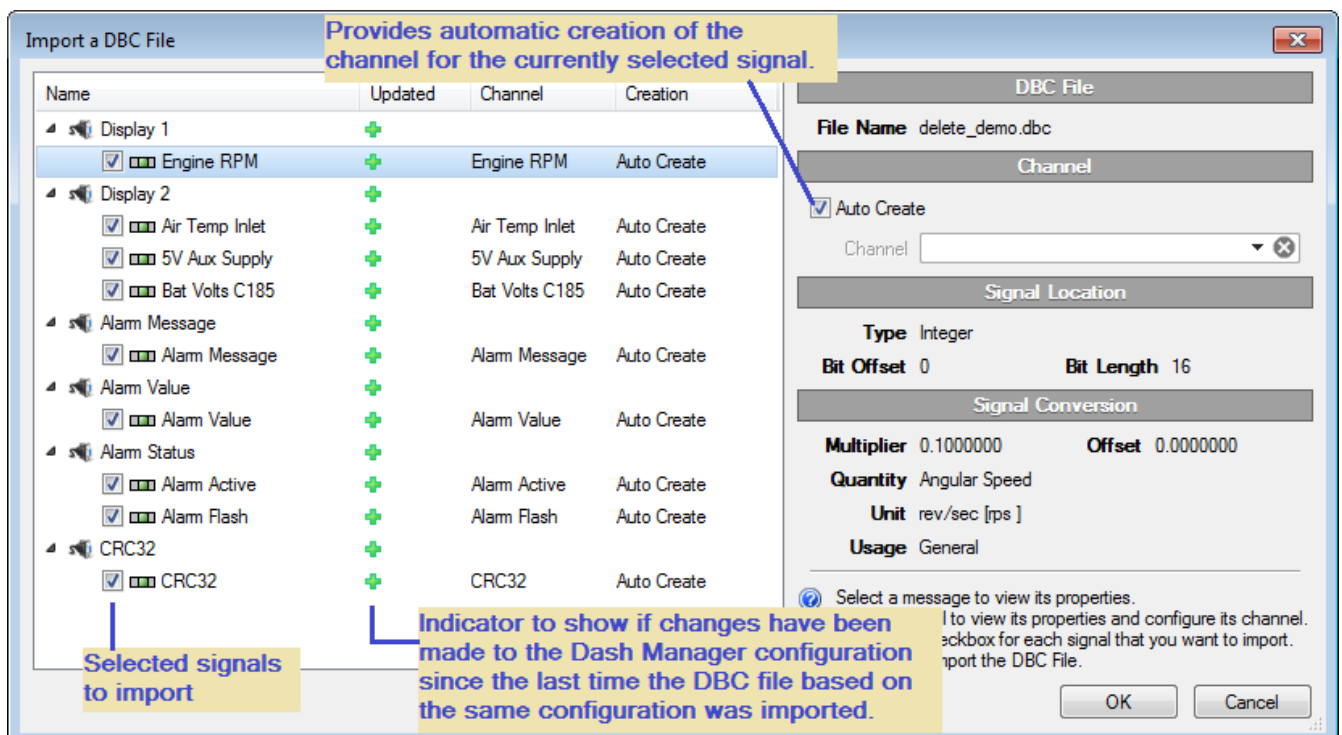 Import a DBC File
Provides automatic creation of the
channel for the currently selected signal.
Name Updated Channel Creation
Display 1
Engine RPM Engine RPM Auto Create
Display 2
Air Temp Inlet Air Temp Inlet Auto Create
5V Aux Supply 5V Aux Supply Auto Create
Bat Volts C185 Bat Volts C185 Auto Create
Alarm Message
Alarm Message Alarm Message Auto Create
Alarm Value
Alarm Value Alarm Value Auto Create
Alarm Status
Alarm Active Alarm Active Auto Create
Alarm Flash Alarm Flash Auto Create
CRC32
CRC32 CRC32 Auto Create
Selected signals
to import
Indicator to show if changes have been
made to the Dash Manager configuration
since the last time the DBC file based on
the same configuration was imported.
DBC File
File Name delete_demo.dbc
Channel
Auto Create
Channel
Signal Location
Type Integer
Bit Offset 0 Bit Length 16
Signal Conversion
Multiplier 0.1000000 Offset 0.0000000
Quantity Angular Speed
Unit rev/sec [rps ]
Usage General
Select a message to view its properties.
l to view its properties and configure its channel.
eckbox for each signal that you want to import.
port the DBC File.
OK Cancel